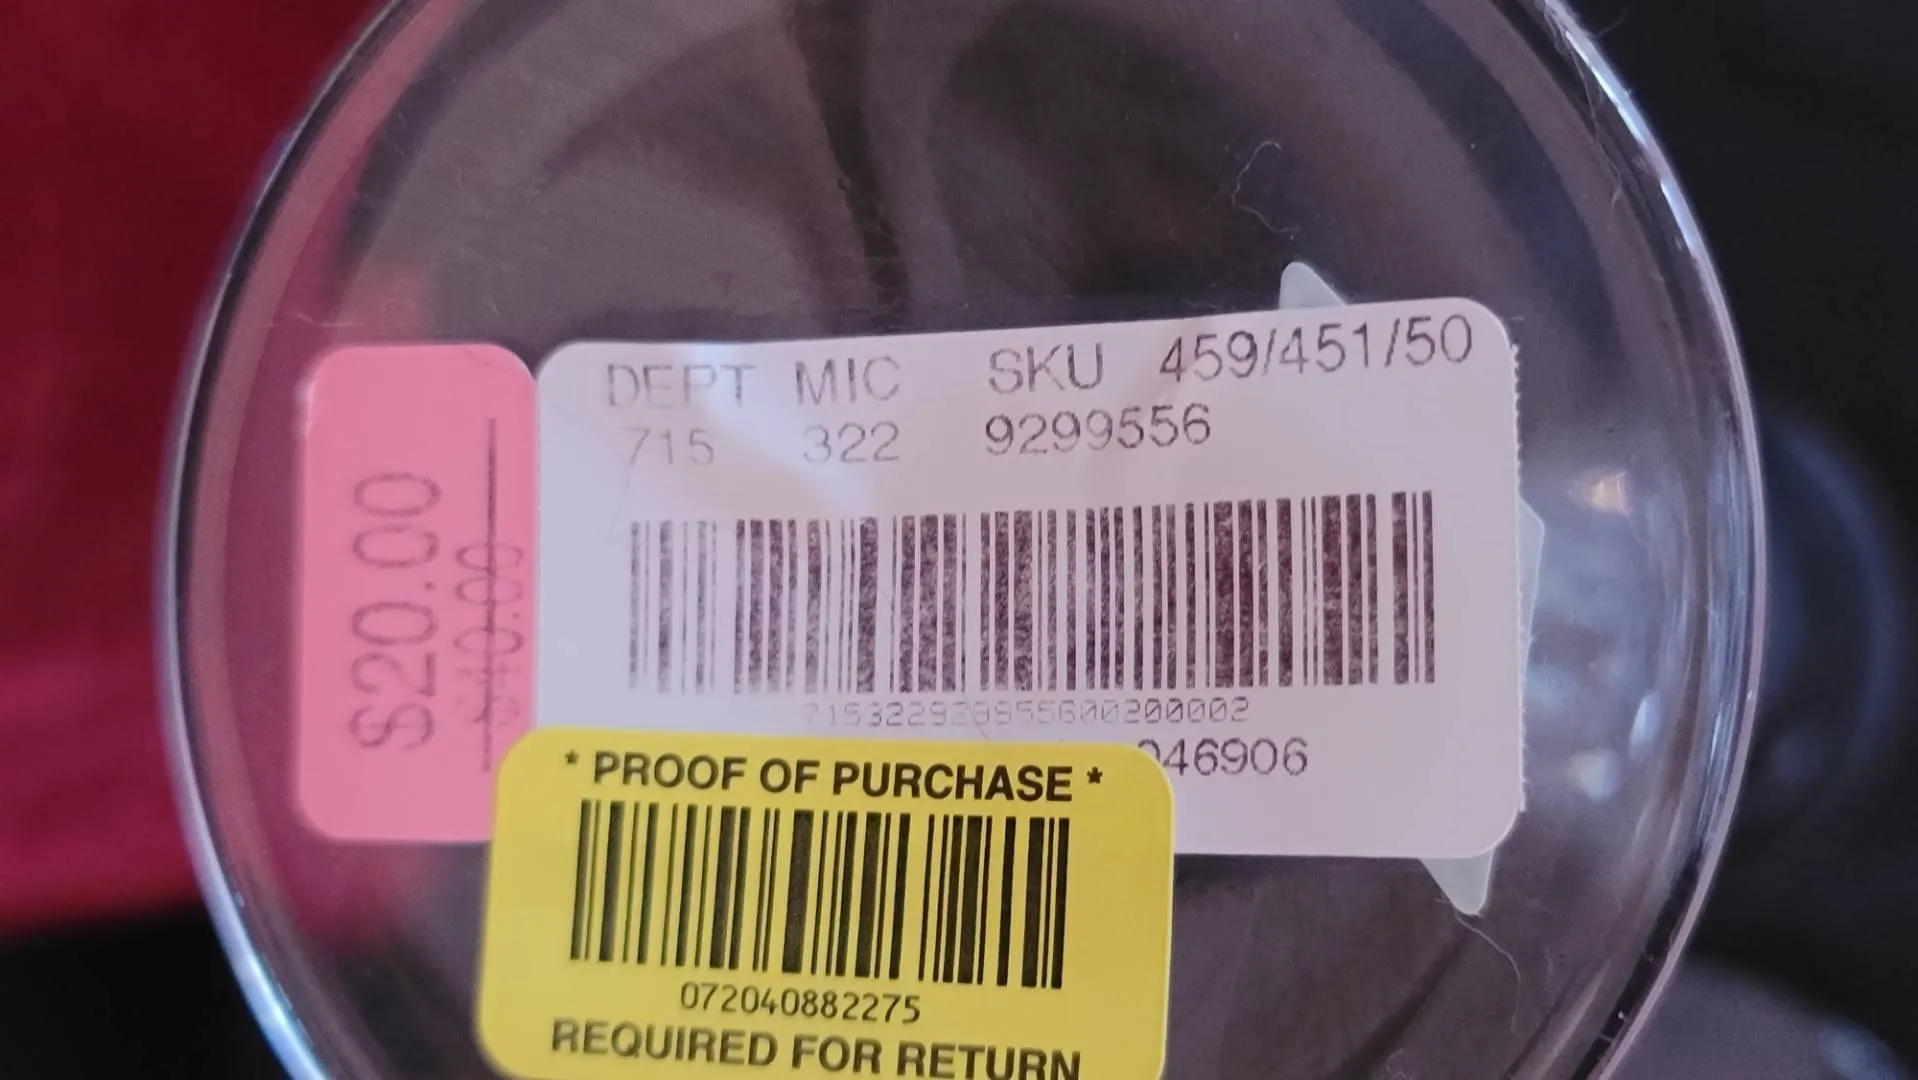 DEPT MIC SKU 459/451/50
715 322 9299556
715322929955600200002
046906
$20.00
$40.00
* PROOF OF PURCHASE *
072040882275
REQUIRED FOR RETURN